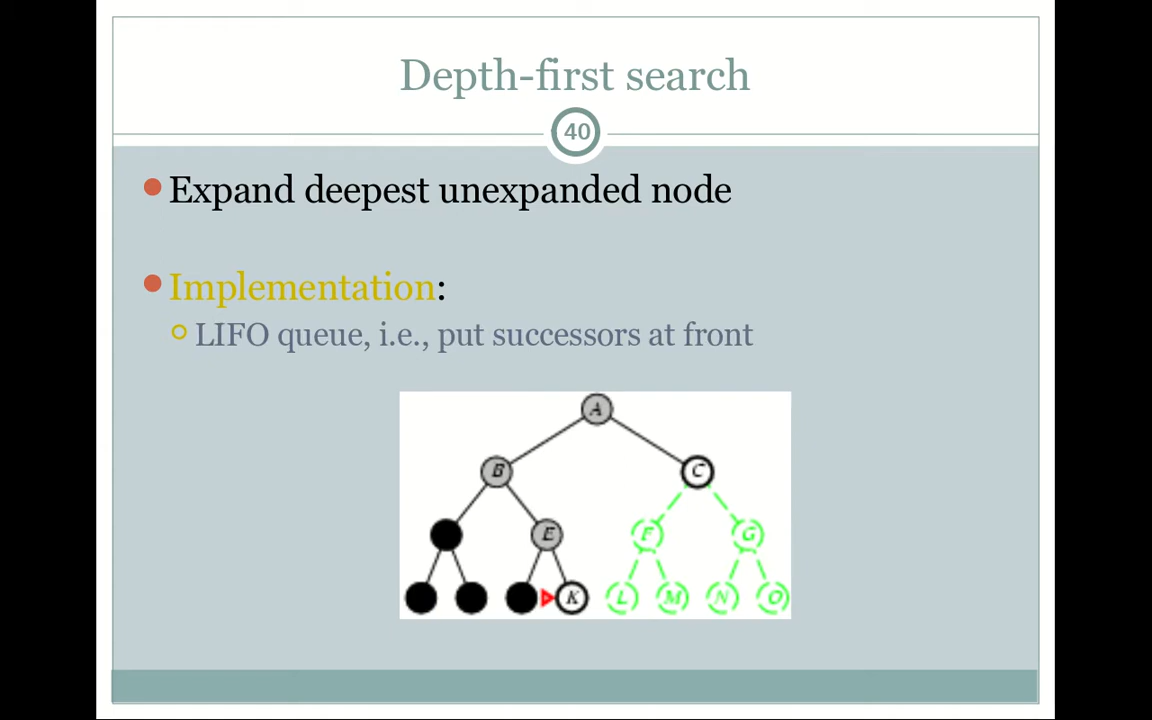 Depth-first search
40
Expand deepest unexpanded node
Implementation:
LIFO queue, i.e., put successors at front
A
B C
E F G
K L M N O